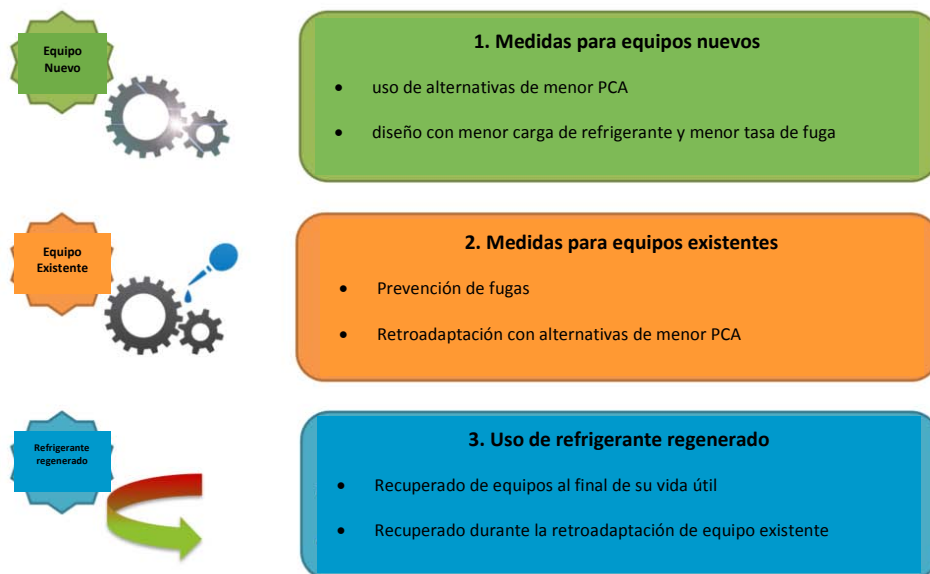 Equipo
Nuevo
1. Medidas para equipos nuevos
• uso de alternativas de menor PCA
• diseño con menor carga de refrigerante y menor tasa de fuga
Equipo
Existente
2. Medidas para equipos existentes
• Prevención de fugas
• Retroadaptación con alternativas de menor PCA
Refrigerante
regenerado
3. Uso de refrigerante regenerado
• Recuperado de equipos al final de su vida útil
• Recuperado durante la retroadaptación de equipo existente